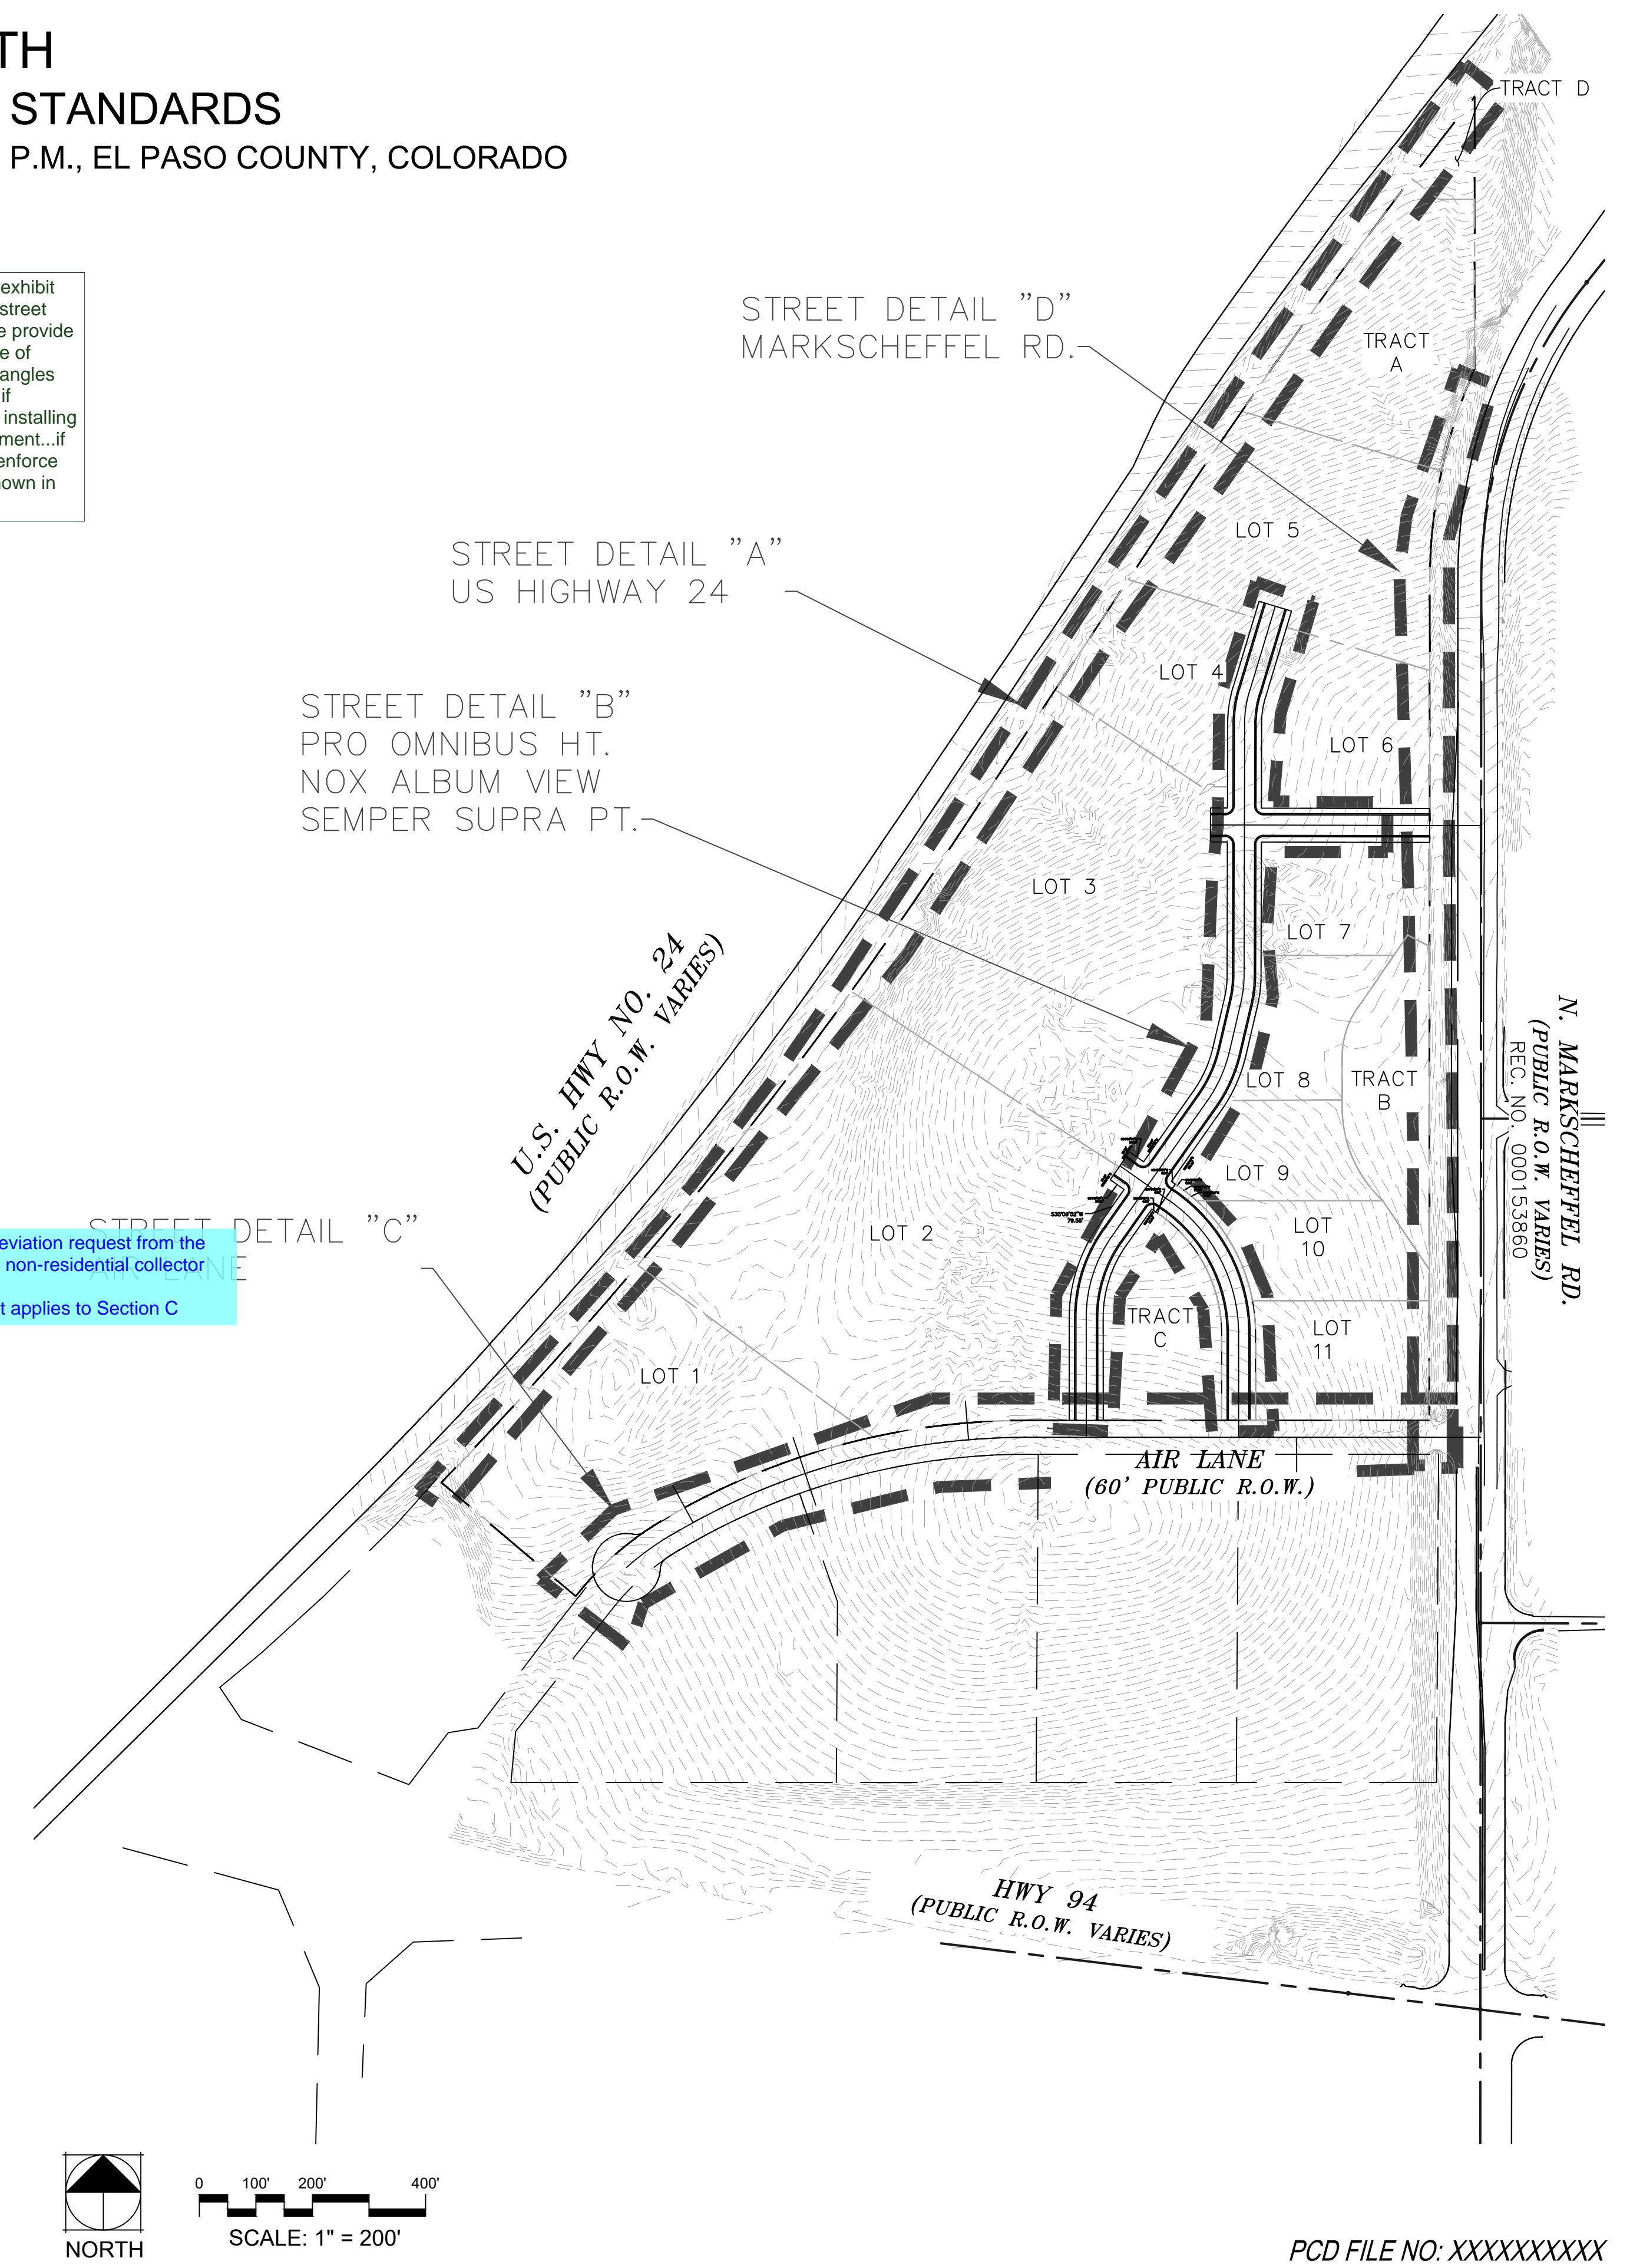 TH
STANDARDS
P.M., EL PASO COUNTY, COLORADO
exhibit
street
e provide
e of
angles
if
installing
ment...if
enforce
nown in
TRACT D
STREET DETAIL "D"
MARKSCHEFFEL RD.
TRACT
A
LOT 5
STREET DETAIL "A"
US HIGHWAY 24
LOT 4
STREET DETAIL "B"
PRO OMNIBUS HT.
NOX ALBUM VIEW
SEMPER SUPRA PT.
LOT 6
LOT 3
LOT 7
U.S. HWY NO. 24
(PUBLIC R.O.W. VARIES)
N. MARKSCHEFFEL RD.
(PUBLIC R.O.W. VARIES)
REC. NO. 000153860
LOT 8
TRACT
B
LOT 9
LOT 2
LOT
10
STREET DETAIL "C"
AIR LANE
eviation request from the
non-residential collector
t applies to Section C
TRACT
C
LOT
11
LOT 1
AIR LANE
(60' PUBLIC R.O.W.)
HWY 94
(PUBLIC R.O.W. VARIES)
0 100' 200' 400'
SCALE: 1" = 200'
NORTH
PCD FILE NO: XXXXXXXXXX